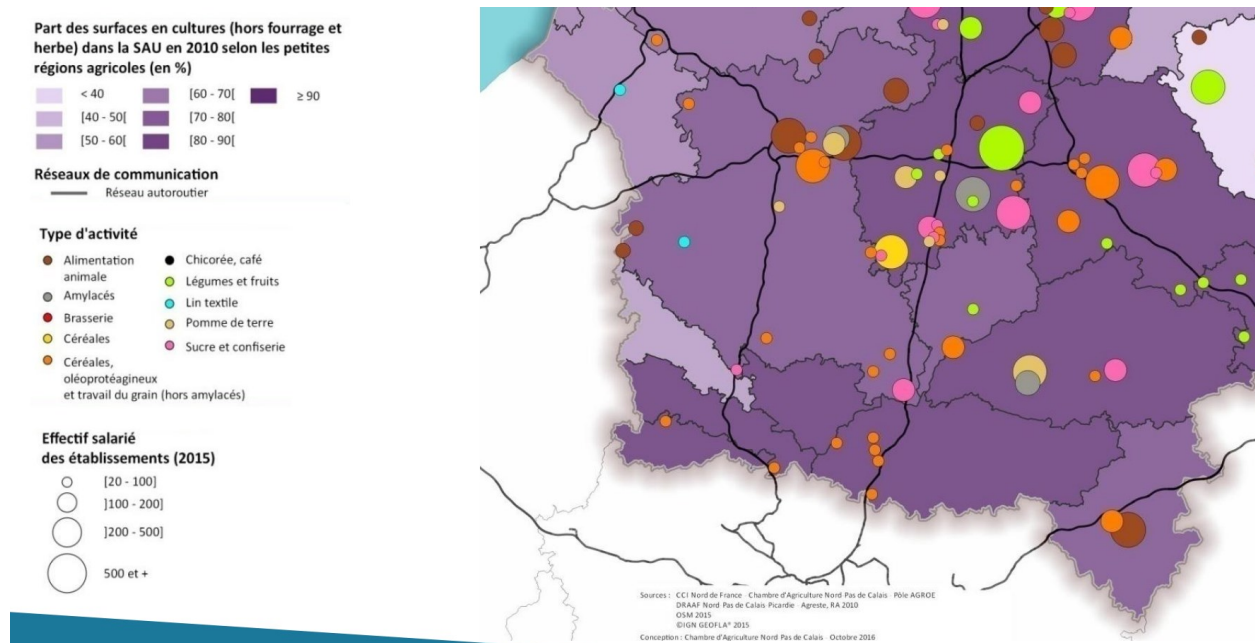 Part des surfaces en cultures (hors fourrage et
herbe) dans la SAU en 2010 selon les petites
régions agricoles (en %)
< 40
[60 - 70[
≥ 90
[40 - 50[
[70 - 80[
[50 - 60[
[80 - 90[
Réseaux de communication
Réseau autoroutier
Type d'activité
Alimentation
animale
Amylacés
Brasserie
Céréales
Céréales,
oléoprotéagineux
et travail du grain (hors amylacés)
Chicorée, café
Légumes et fruits
Lin textile
Pomme de terre
Sucre et confiserie
Effectif salarié
des établissements (2015)
[20 - 100]
]100 - 200]
]200 - 500]
500 et +
Sources : CCI Nord de France - Chambre d'Agriculture Nord Pas de Calais - Pôle AGROE
DRAAF Nord Pas de Calais Picardie - Agreste, RA 2010
OSM 2015
©IGN GEOFLA® 2015
Conception : Chambre d'Agriculture Nord Pas de Calais - Octobre 2016